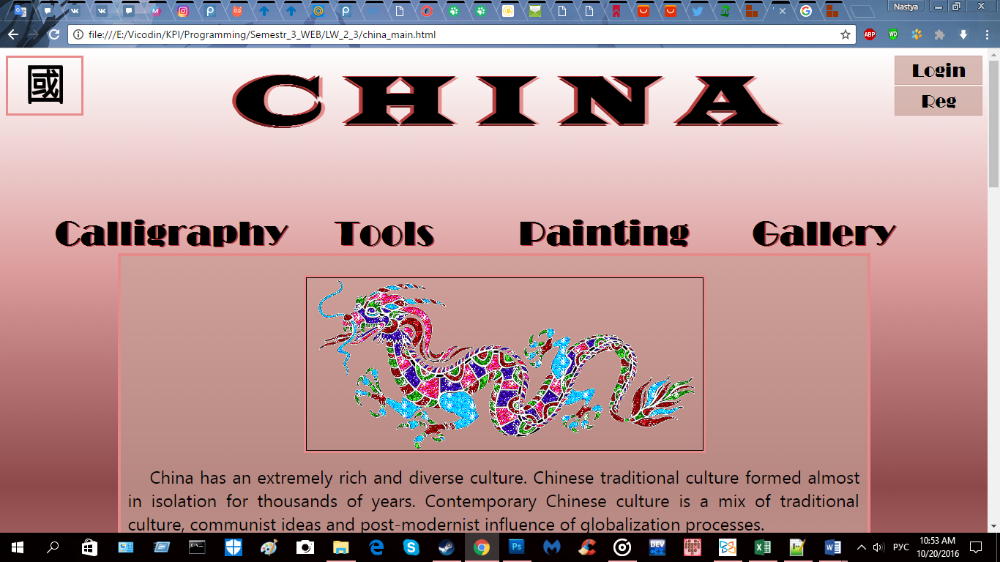 Nastya
file:///E:/Vicodin/KPI/Programming/Semestr_3_WEB/LW_2_3/china_main.html
ABP
WD
國
CHINA
Login
Reg
Calligraphy Tools Painting Gallery
China has an extremely rich and diverse culture. Chinese traditional culture formed almost
in isolation for thousands of years. Contemporary Chinese culture is a mix of traditional
culture, communist ideas and post-modernist influence of globalization processes.
РУС
10:53 AM
10/20/2016